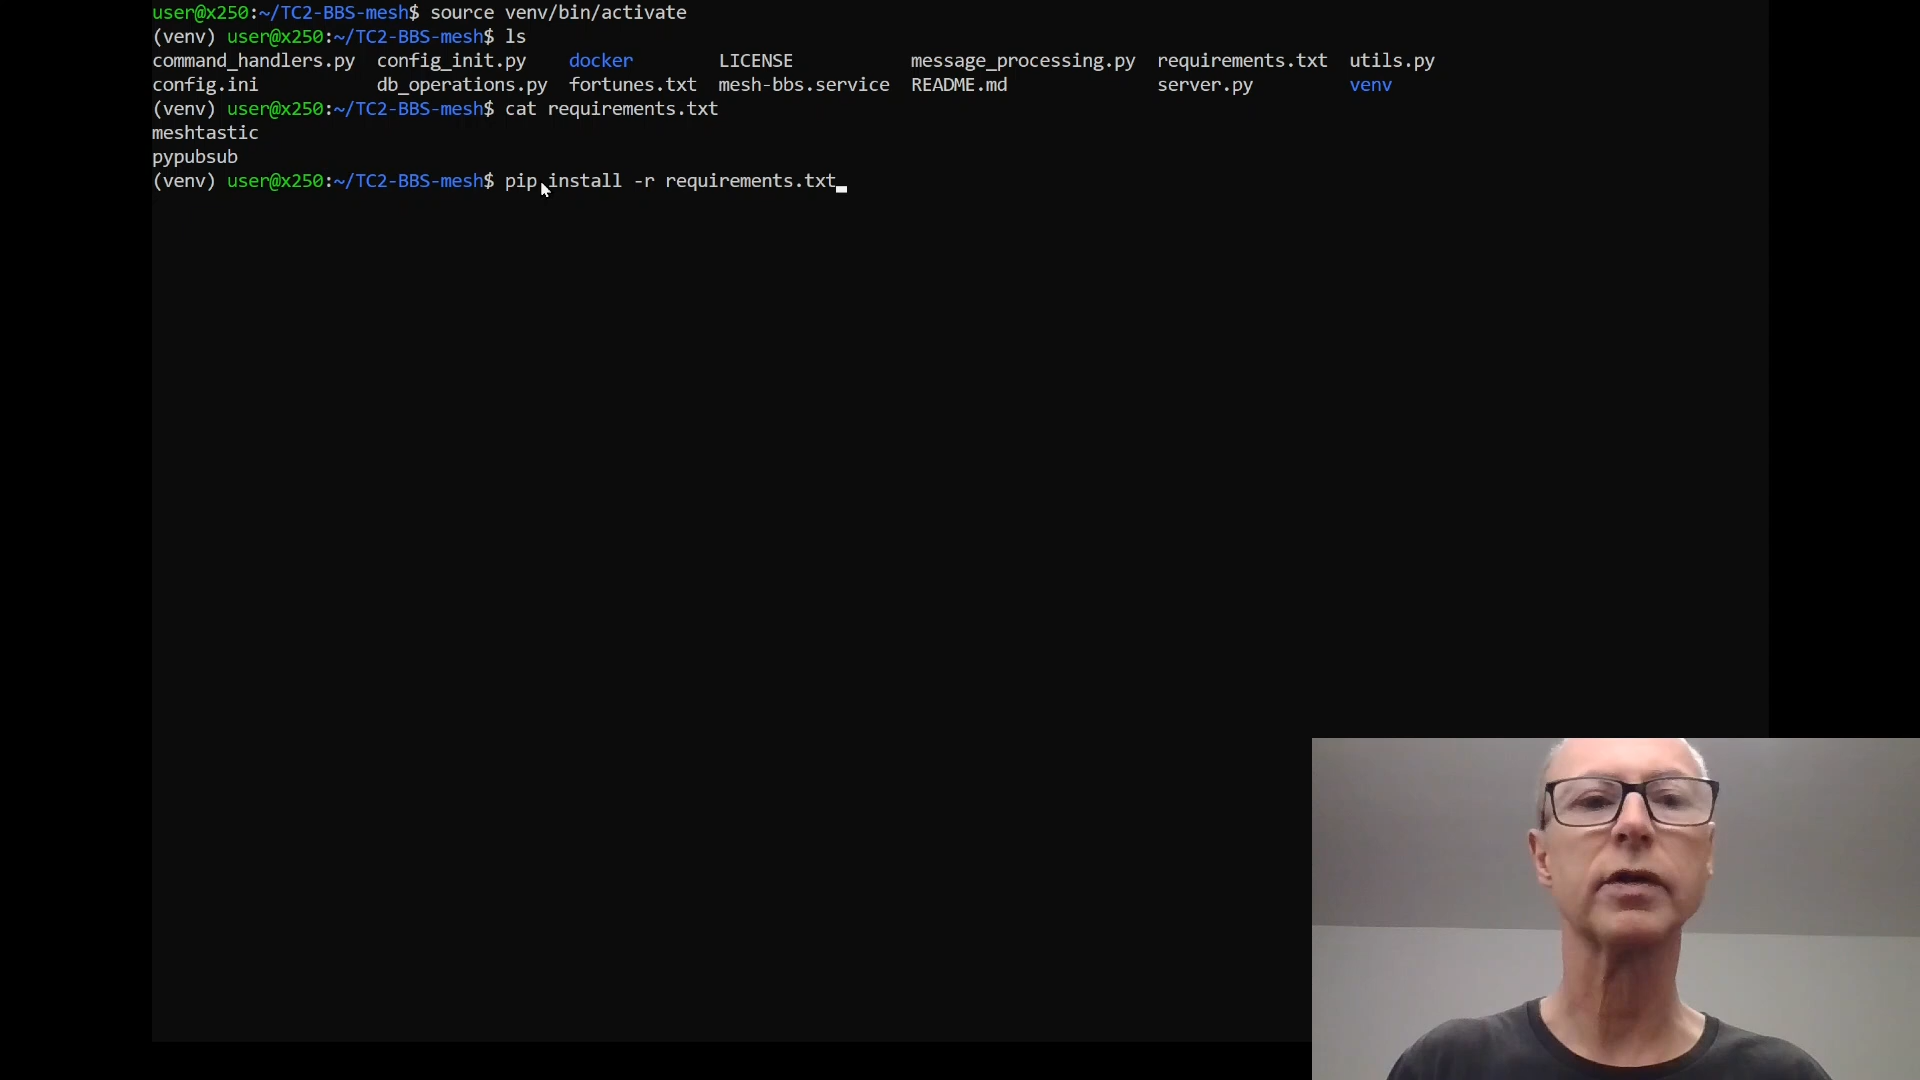 user@x250:~/TC2-BBS-mesh$ source venv/bin/activate
(venv) user@x250:~/TC2-BBS-mesh$ ls
command_handlers.py  config_init.py    docker        LICENSE           message_processing.py  requirements.txt  utils.py
config.ini           db_operations.py  fortunes.txt  mesh-bbs.service  README.md              server.py         venv
(venv) user@x250:~/TC2-BBS-mesh$ cat requirements.txt
meshtastic
pypubsub
(venv) user@x250:~/TC2-BBS-mesh$ pip install -r requirements.txt